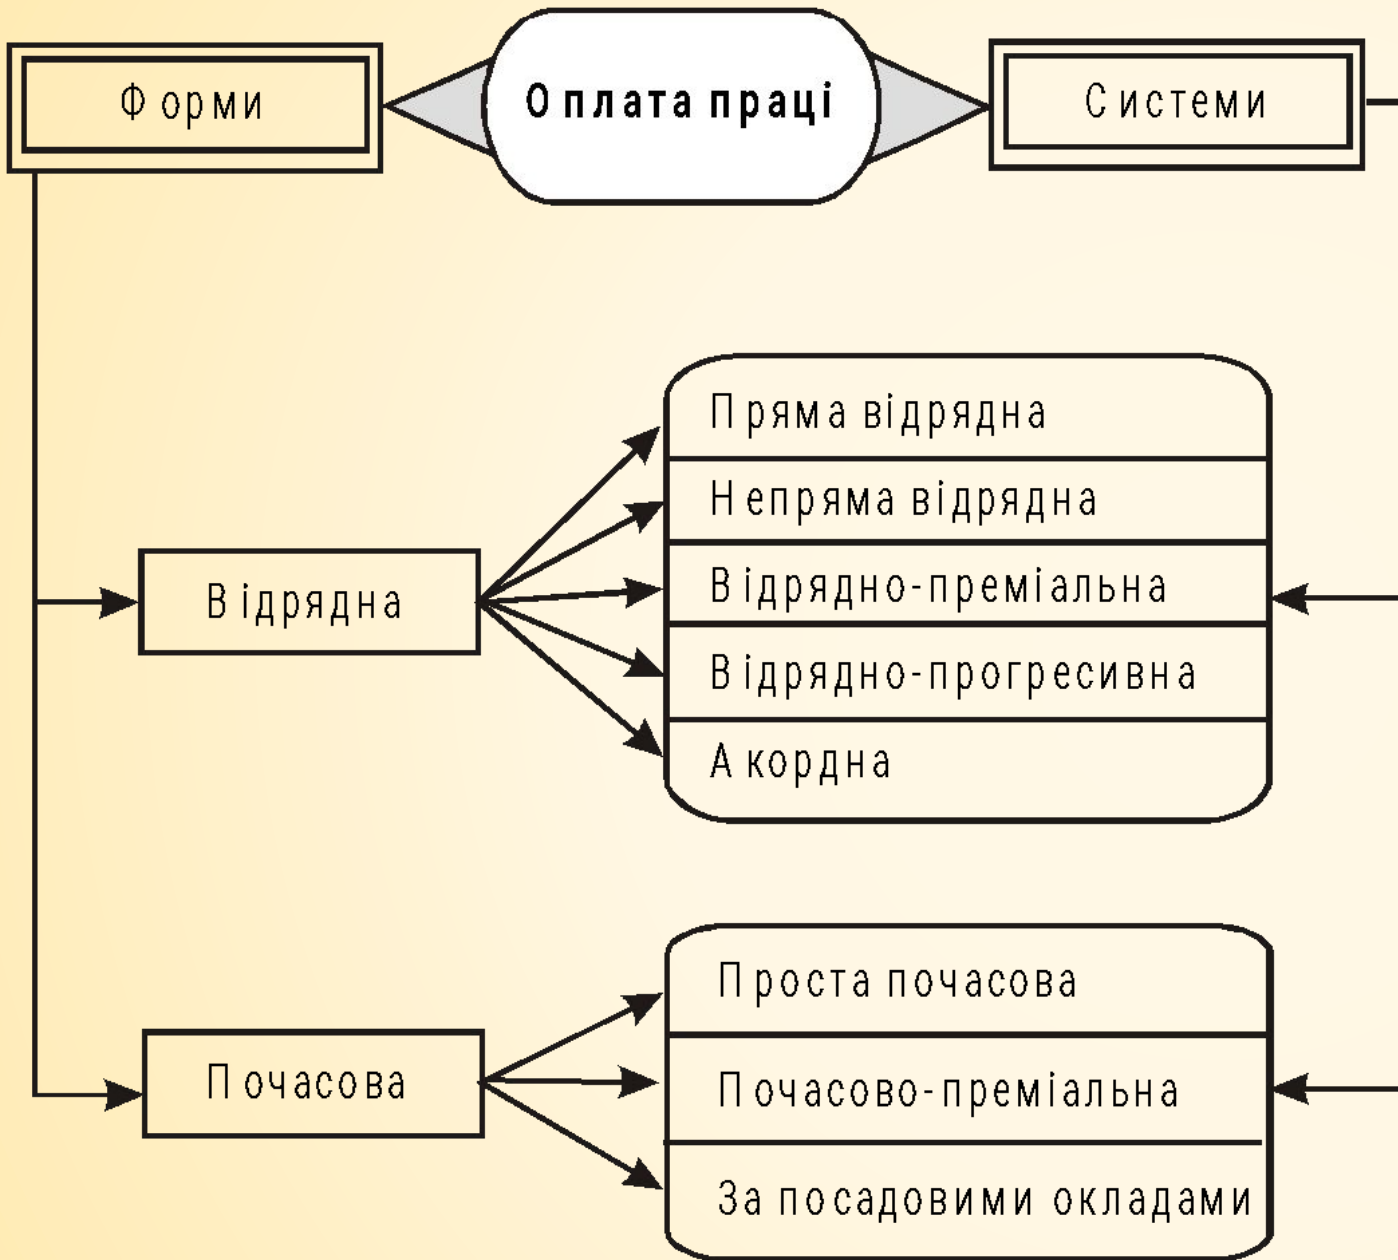 Форми
Оплата праці
Системи
Пряма відрядна
Непряма відрядна
Відрядно-преміальна
Відрядна
Відрядно-прогресивна
Акордна
Проста почасова
Почасова
Почасово-преміальна
За посадовими окладами